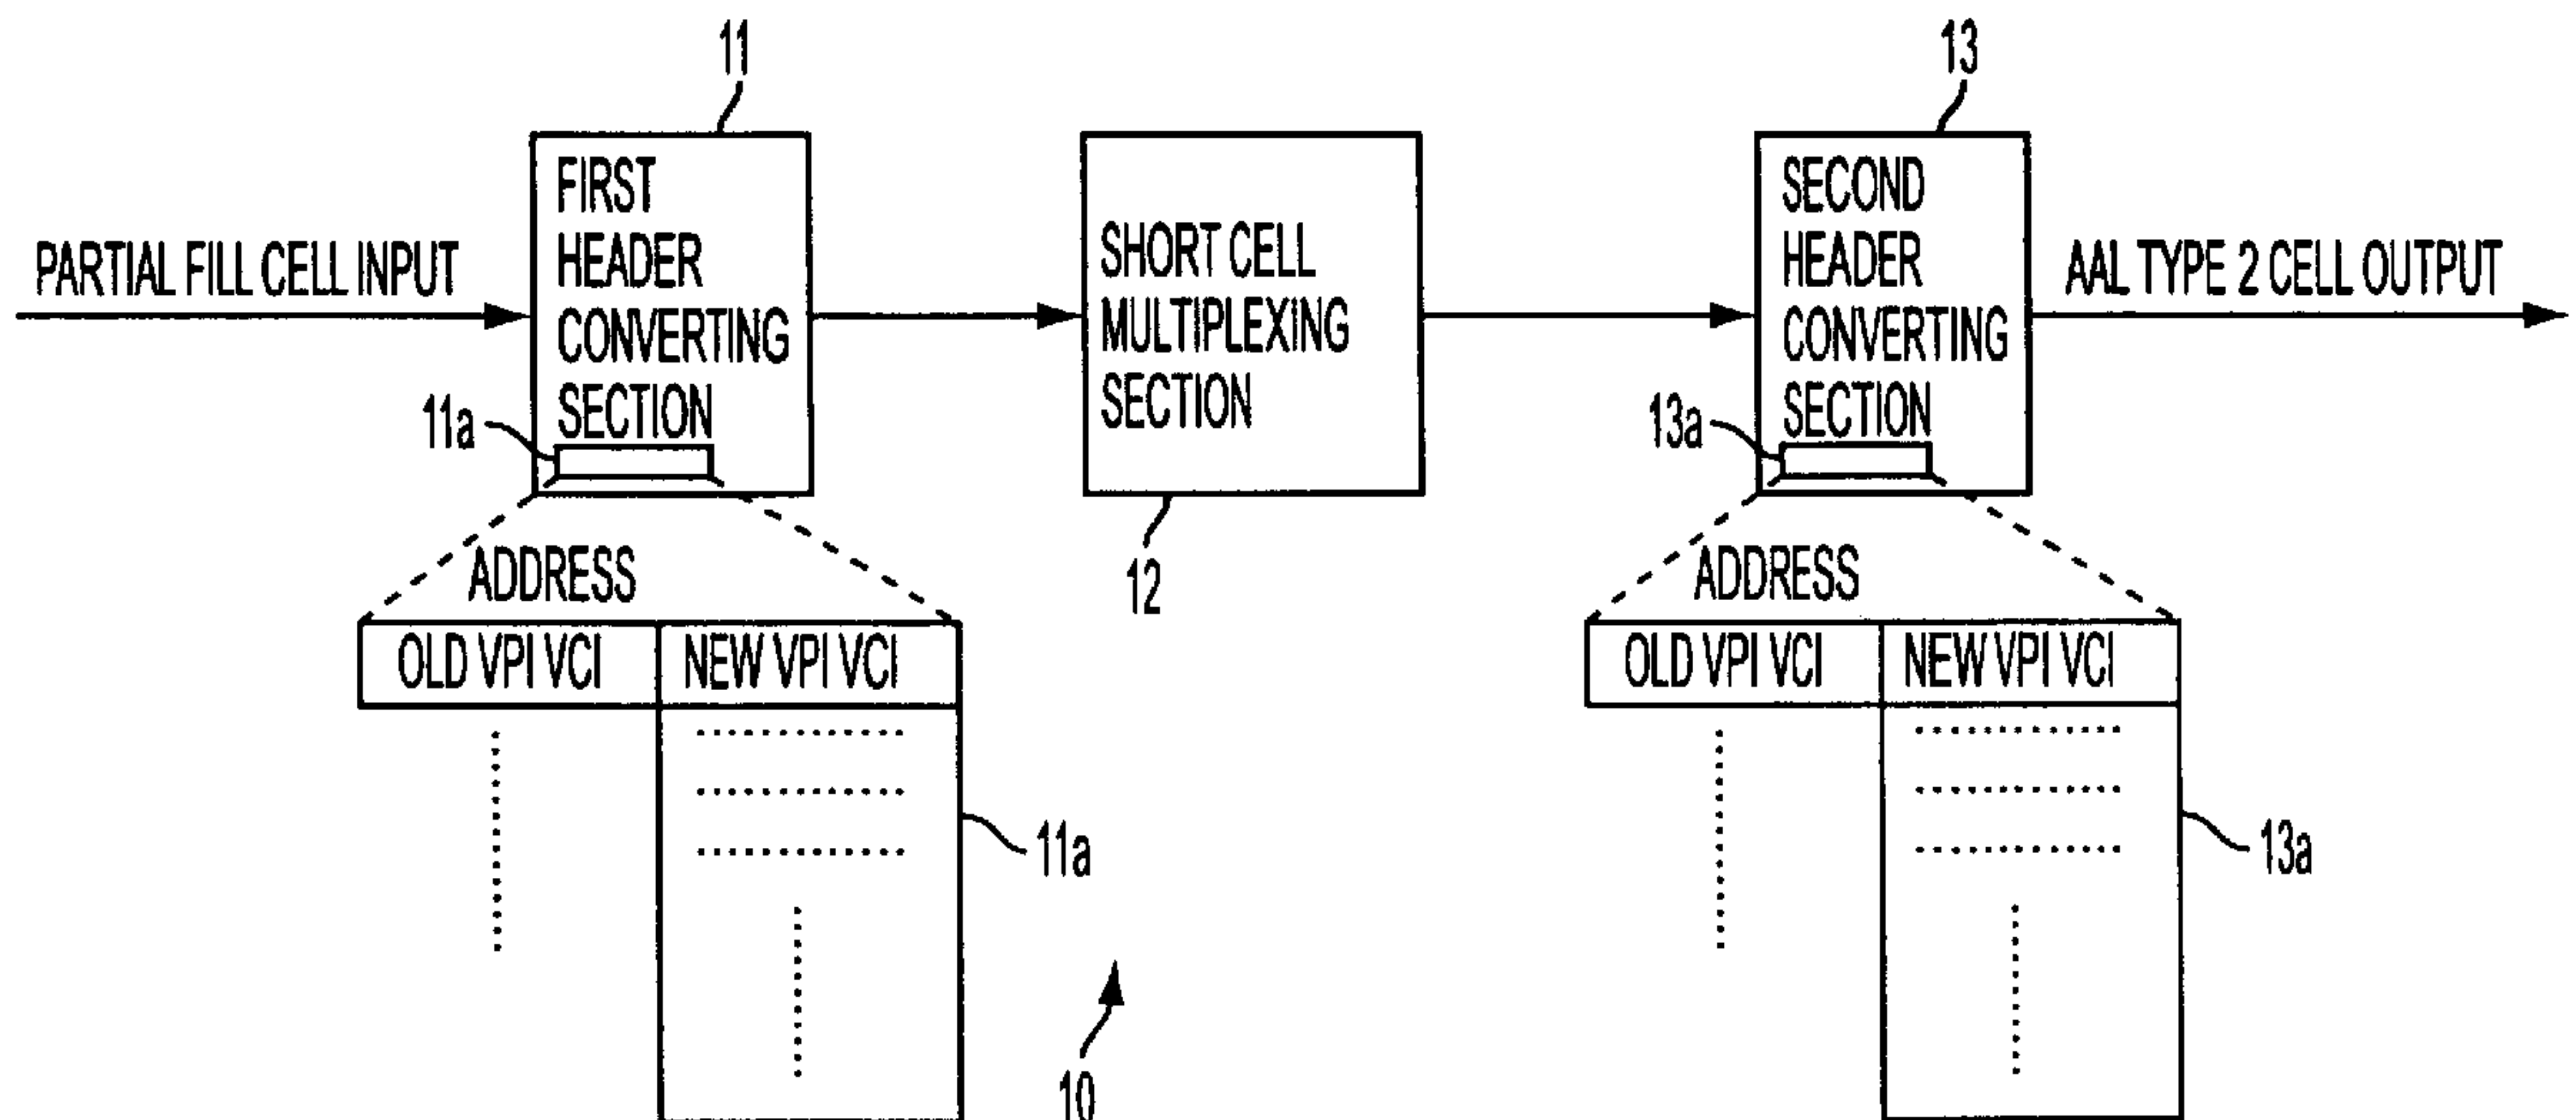 11
13
PARTIAL FILL CELL INPUT
FIRST
HEADER
CONVERTING
SECTION
11a
SHORT CELL
MULTIPLEXING
SECTION
12
SECOND
HEADER
CONVERTING
SECTION
13a
AAL TYPE 2 CELL OUTPUT
ADDRESS
OLD VPI VCI
NEW VPI VCI
11a
ADDRESS
OLD VPI VCI
NEW VPI VCI
13a
10